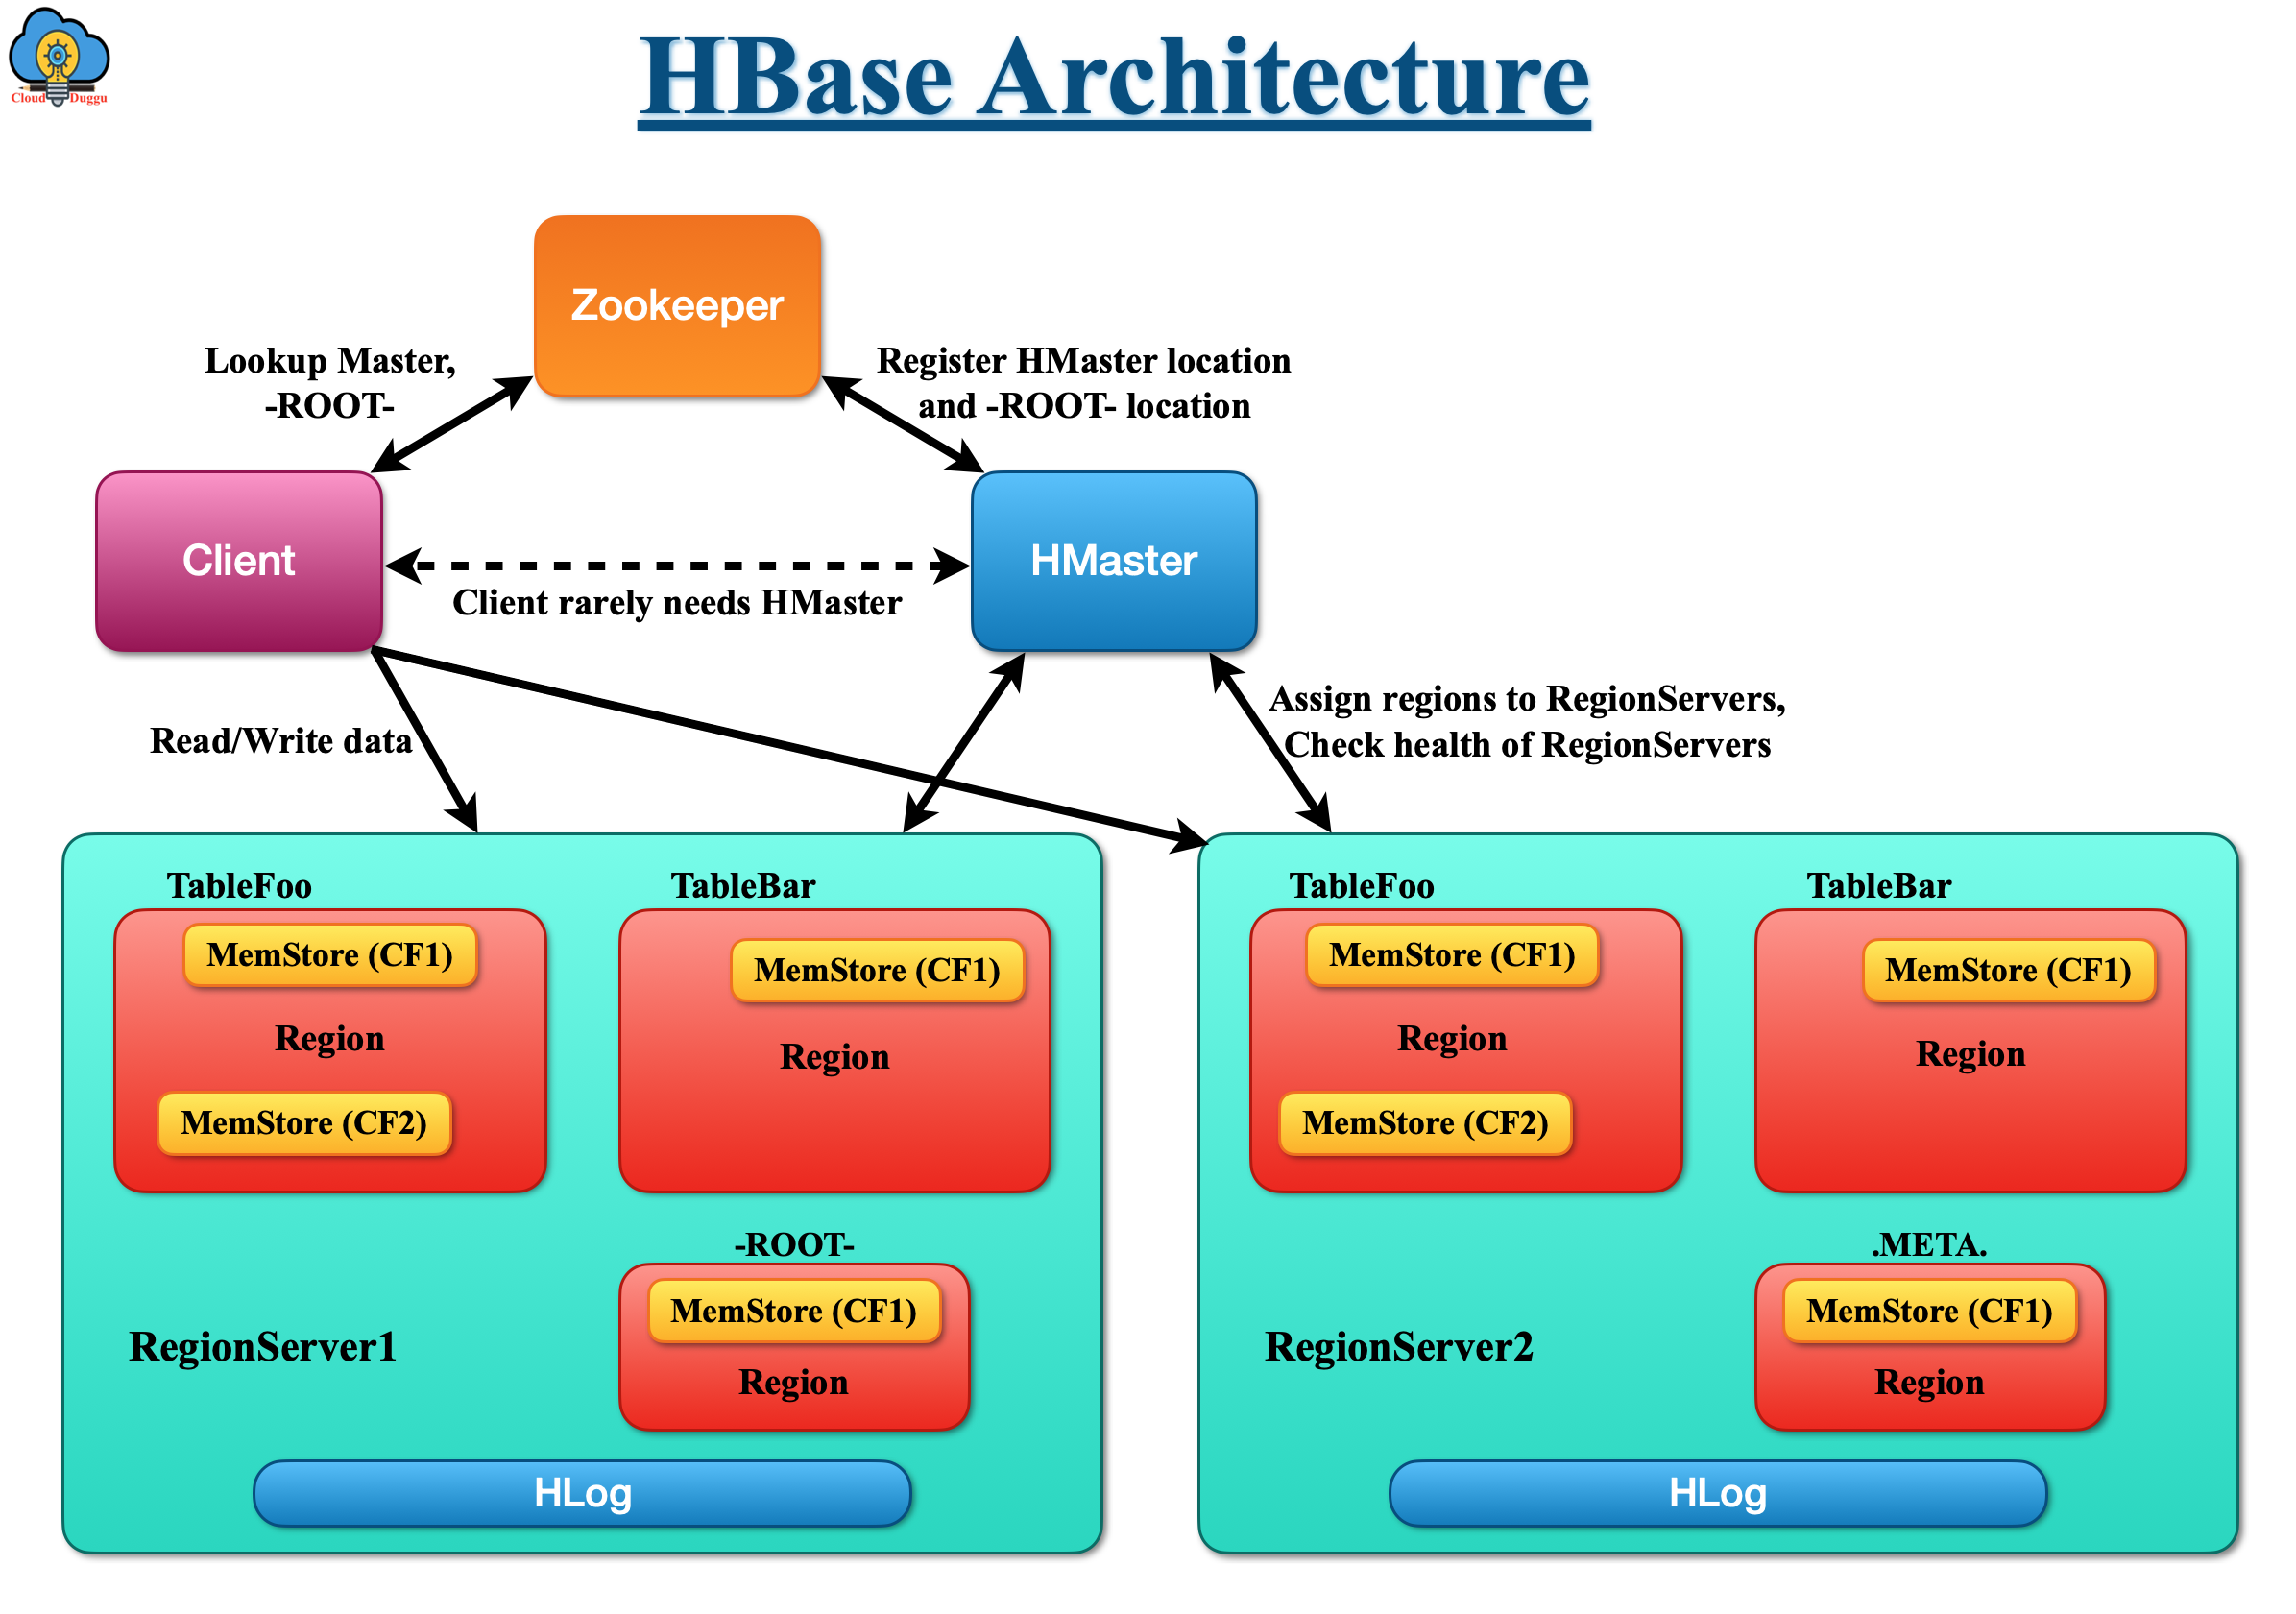 Cloud Duggu
HBase Architecture
Zookeeper
Lookup Master,
-ROOT-
Register HMaster location
and -ROOT- location
Client
HMaster
Client rarely needs HMaster
Read/Write data
Assign regions to RegionServers,
Check health of RegionServers
TableFoo
MemStore (CF1)
Region
MemStore (CF2)
TableBar
MemStore (CF1)
Region
-ROOT-
MemStore (CF1)
Region
RegionServer1
HLog
TableFoo
MemStore (CF1)
Region
MemStore (CF2)
TableBar
MemStore (CF1)
Region
.META.
MemStore (CF1)
Region
RegionServer2
HLog